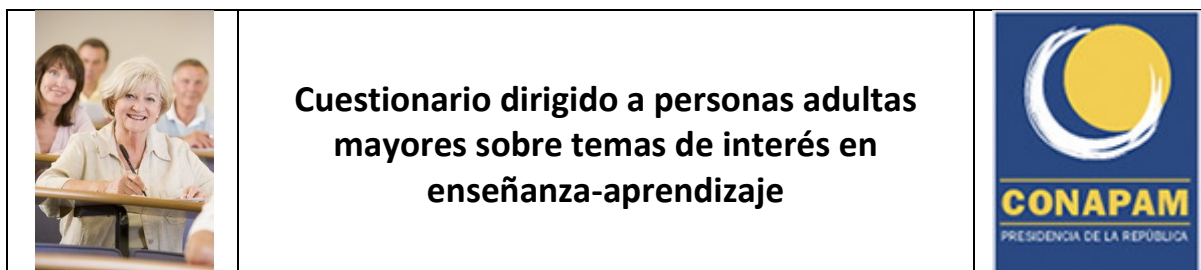 Cuestionario dirigido a personas adultas
mayores sobre temas de interés en
enseñanza-aprendizaje
CONAPAM
PRESIDENCIA DE LA REPÚBLICA